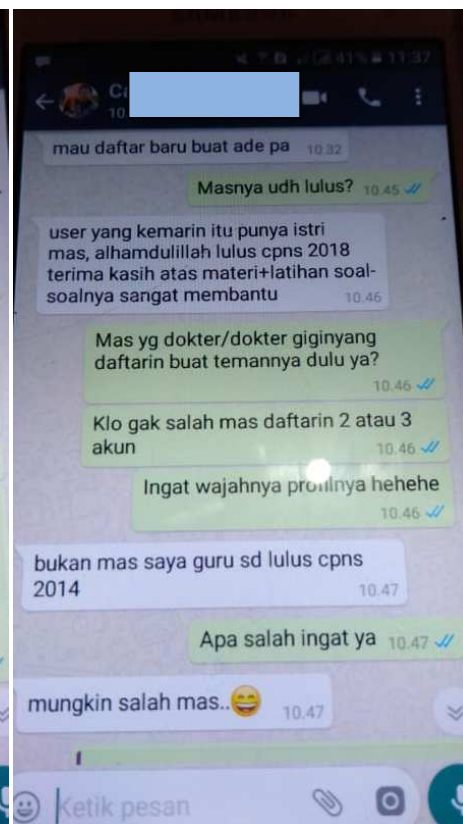 41% 11:37
10
mau daftar baru buat ade pa 10.32
Masnya udh lulus? 10.45
user yang kemarin itu punya istri
mas, alhamdulillah lulus cpns 2018
terima kasih atas materi+latihan soal-
soalnya sangat membantu 10.46
Mas yg dokter/dokter giginyang
daftarin buat temannya dulu ya?
10.46
Klo gak salah mas daftarin 2 atau 3
akun 10.46
Ingat wajahnya profilnya hehehe
10.46
bukan mas saya guru sd lulus cpns
2014 10.47
Apa salah ingat ya 10.47
mungkin salah mas.. 10.47
Ketik pesan